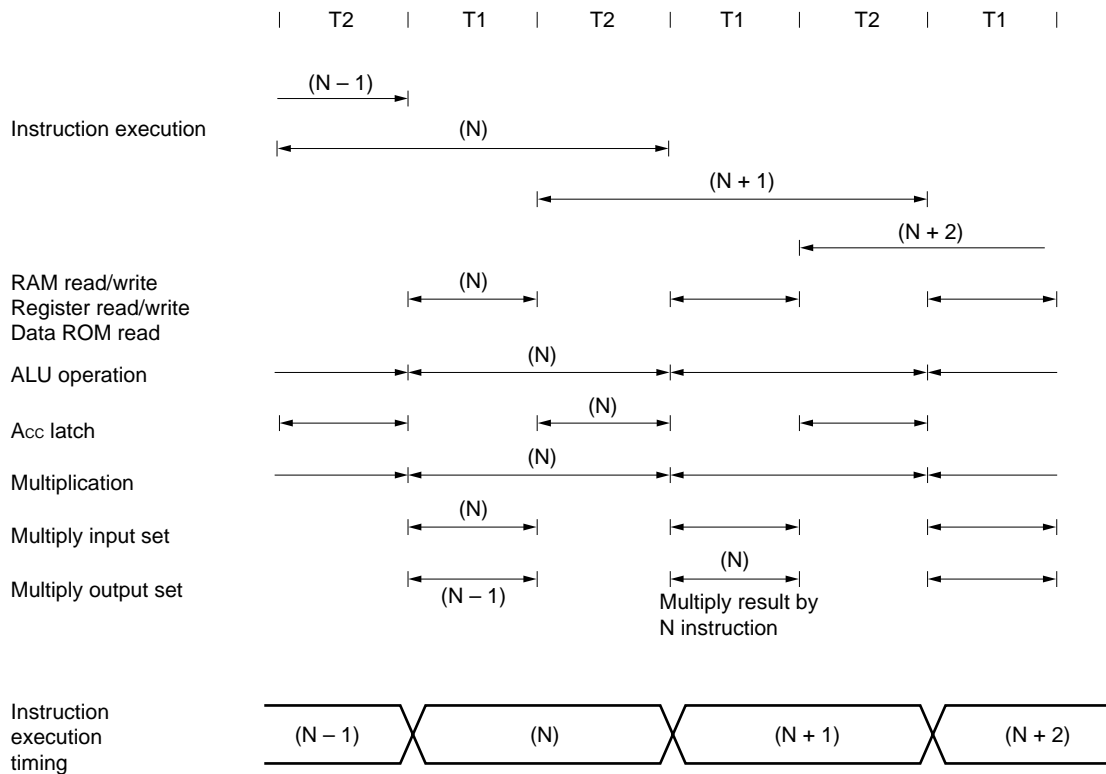 T2 T1 T2 T1 T2 T1
(N – 1)
Instruction execution
(N)
(N + 1)
(N + 2)
RAM read/write
Register read/write
Data ROM read
(N)
ALU operation
(N)
Acc latch
(N)
Multiplication
(N)
Multiply input set
(N)
Multiply output set
(N – 1)
(N)
Multiply result by
N instruction
Instruction
execution
timing
(N – 1) (N) (N + 1) (N + 2)